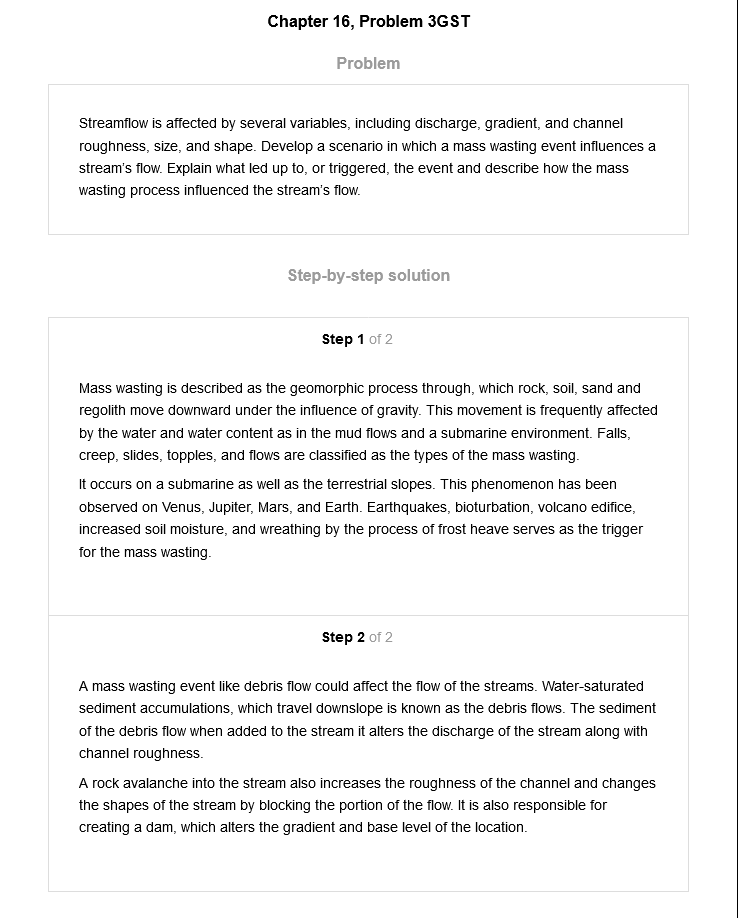 Chapter 16, Problem 3GST
Problem
Streamflow is affected by several variables, including discharge, gradient, and channel
roughness, size, and shape. Develop a scenario in which a mass wasting event influences a
stream's flow. Explain what led up to, or triggered, the event and describe how the mass
wasting process influenced the stream's flow.
Step-by-step solution
Step 1 of 2
Mass wasting is described as the geomorphic process through, which rock, soil, sand and
regolith move downward under the influence of gravity. This movement is frequently affected
by the water and water content as in the mud flows and a submarine environment. Falls,
creep, slides, topples, and flows are classified as the types of the mass wasting.
It occurs on a submarine as well as the terrestrial slopes. This phenomenon has been
observed on Venus, Jupiter, Mars, and Earth. Earthquakes, bioturbation, volcano edifice,
increased soil moisture, and wreathing by the process of frost heave serves as the trigger
for the mass wasting.
Step 2 of 2
A mass wasting event like debris flow could affect the flow of the streams. Water-saturated
sediment accumulations, which travel downslope is known as the debris flows. The sediment
of the debris flow when added to the stream it alters the discharge of the stream along with
channel roughness.
A rock avalanche into the stream also increases the roughness of the channel and changes
the shapes of the stream by blocking the portion of the flow. It is also responsible for
creating a dam, which alters the gradient and base level of the location.